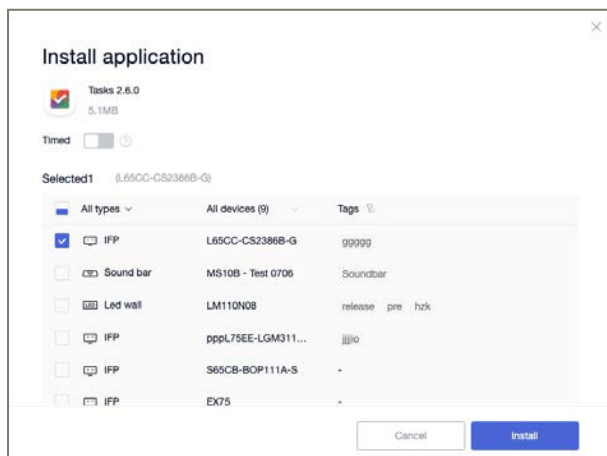 Install application
Tasks 2.6.0
5.1MB
Timed
Selected1 (L65CC-CS2386B-G)
All types All devices (9) Tags
IFP L65CC-CS2386B-G ggggg
Sound bar MS10B - Test 0706 Soundbar
LED Led wall LM110N08 release pre hzk
IFP pppL75EE-LGM311... jjjjio
IFP S65CB-BOP111A-S -
IFP EX75 -
Cancel Install